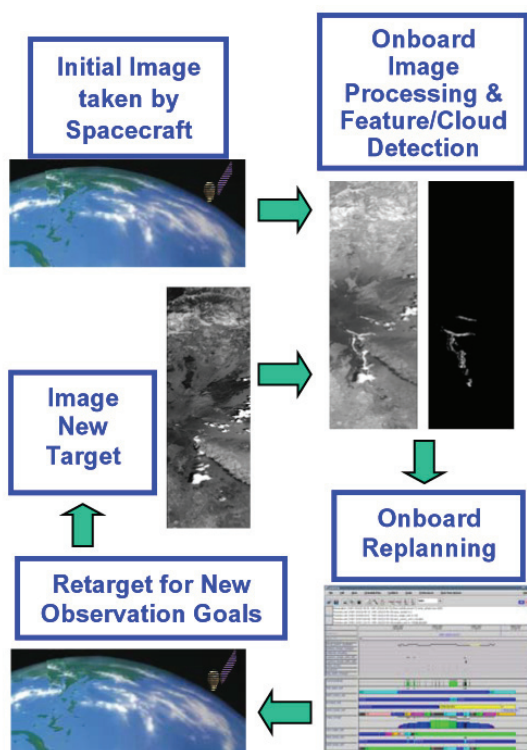 Initial Image
taken by
Spacecraft
Onboard
Image
Processing &
Feature/Cloud
Detection
Image
New
Target
Onboard
Replanning
Retarget for New
Observation Goals